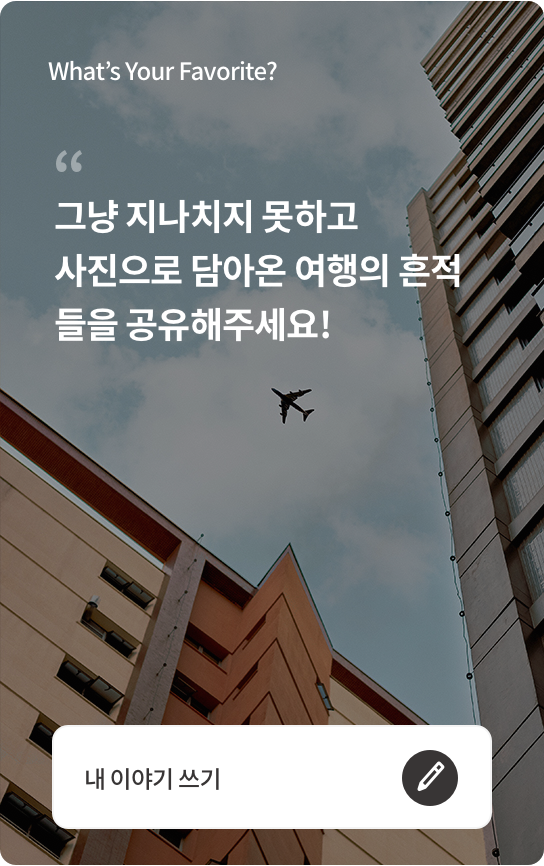 What's Your Favorite?
“
그냥 지나치지 못하고
사진으로 담아온 여행의 흔적
들을 공유해주세요!
내 이야기 쓰기